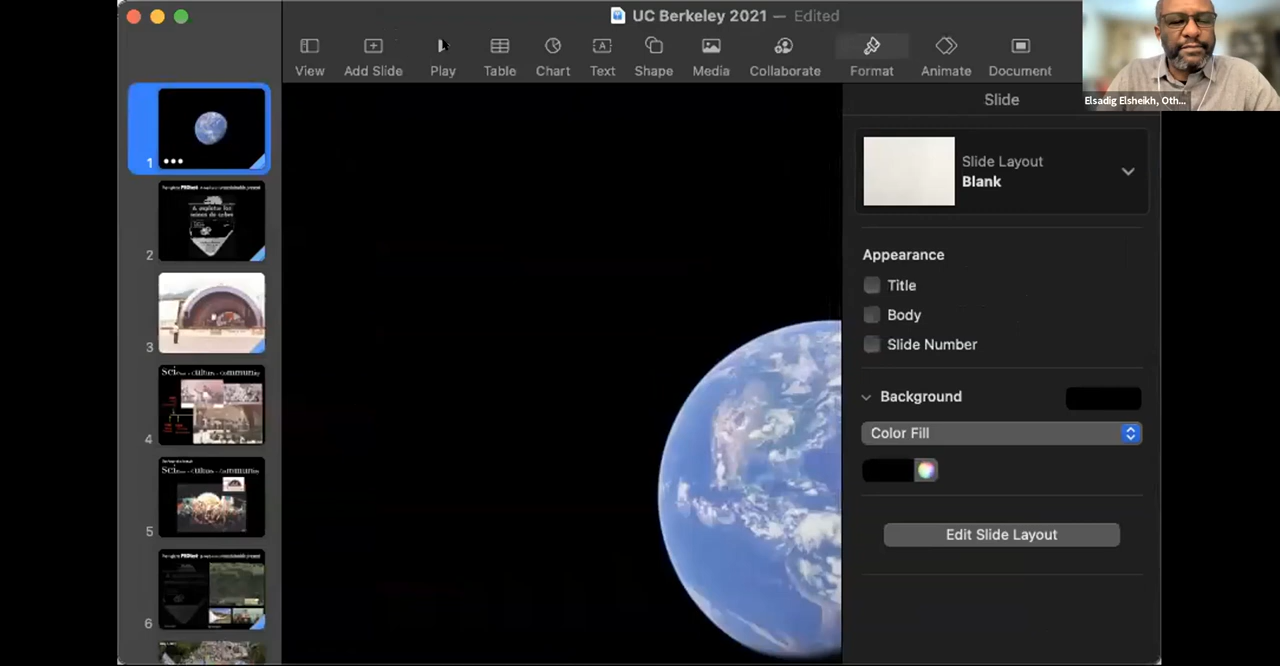 UC Berkeley 2021 — Edited
View Add Slide Play Table Chart Text Shape Media Collaborate Format Animate Document
Elsadig Elsheikh, Oth...
Slide
Slide Layout
Blank
Appearance
Title
Body
Slide Number
Background
Color Fill
Edit Slide Layout
1
2
3
4
5
6